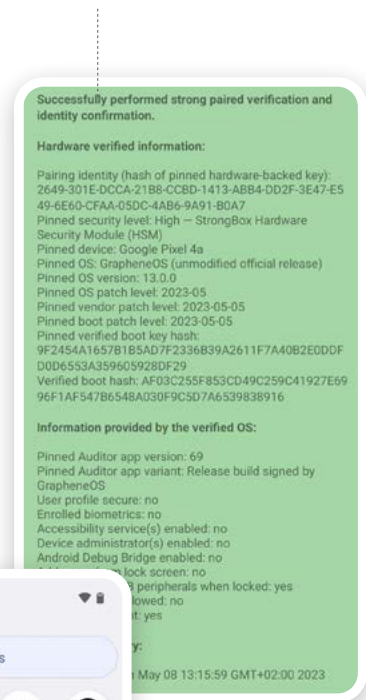 Successfully performed strong paired verification and
identity confirmation.
Hardware verified information:
Pairing identity (hash of pinned hardware-backed key):
2649-301E-DCCA-21B8-CCBD-1413-ABB4-DD2F-3E47-E5
49-6E60-CFAA-05DC-4AB6-9A91-B0A7
Pinned security level: High — StrongBox Hardware
Security Module (HSM)
Pinned device: Google Pixel 4a
Pinned OS: GrapheneOS (unmodified official release)
Pinned OS version: 13.0.0
Pinned OS patch level: 2023-05
Pinned vendor patch level: 2023-05-05
Pinned boot patch level: 2023-05-05
Pinned verified boot key hash:
9F2454A1657B1B5AD7F2336B39A2611F7A40B2E0DDF
D0D6553A359605928DF29
Verified boot hash: AF03C255F853CD49C259C41927E69
96F1AF547B6548A030F9C5D7A6539838916
Information provided by the verified OS:
Pinned Auditor app version: 69
Pinned Auditor app variant: Release build signed by
GrapheneOS
User profile secure: no
Enrolled biometrics: no
Accessibility service(s) enabled: no
Device administrator(s) enabled: no
Android Debug Bridge enabled: no
lock screen: no
peripherals when locked: yes
lowed: no
t: yes
s
y:
May 08 13:15:59 GMT+02:00 2023